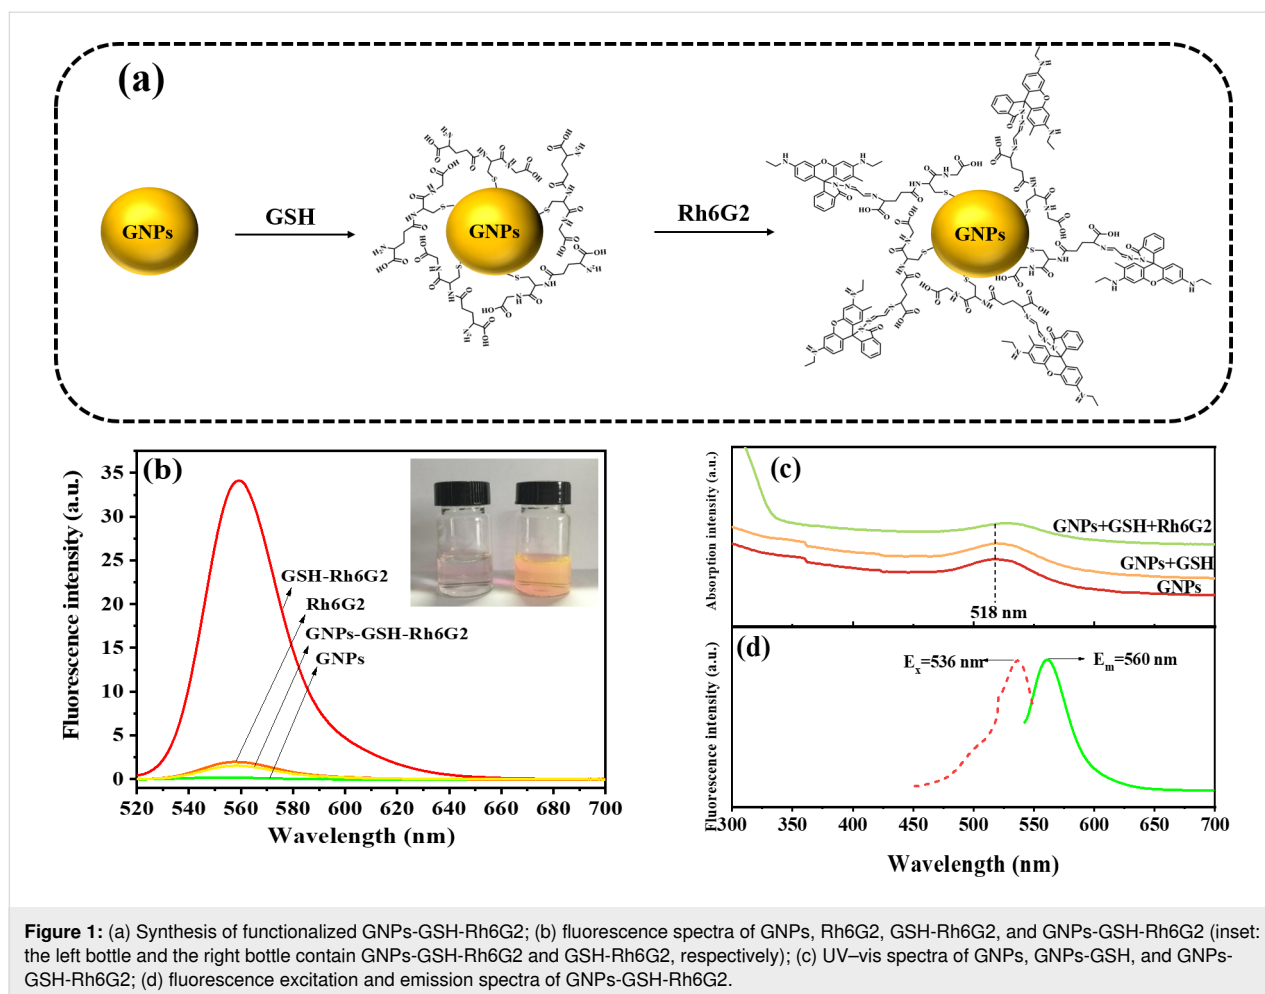 (a)
GNPs
GSH
GNPs
Rh6G2
GNPs
(b)
Fluorescence intensity (a.u.)
35
30
25
20
15
10
5
0
GSH-Rh6G2
Rh6G2
GNPs-GSH-Rh6G2
GNPs
520 540 560 580 600 620 640 660 680 700
Wavelength (nm)
(c)
Absorption intensity (a.u.)
GNPs+GSH+Rh6G2
GNPs+GSH
GNPs
518 nm
(d)
Fluorescence intensity (a.u.)
Ex=536 nm
Em=560 nm
300 350 400 450 500 550 600 650 700
Wavelength (nm)
Figure 1: (a) Synthesis of functionalized GNPs-GSH-Rh6G2; (b) fluorescence spectra of GNPs, Rh6G2, GSH-Rh6G2, and GNPs-GSH-Rh6G2 (inset:
the left bottle and the right bottle contain GNPs-GSH-Rh6G2 and GSH-Rh6G2, respectively); (c) UV–vis spectra of GNPs, GNPs-GSH, and GNPs-
GSH-Rh6G2; (d) fluorescence excitation and emission spectra of GNPs-GSH-Rh6G2.